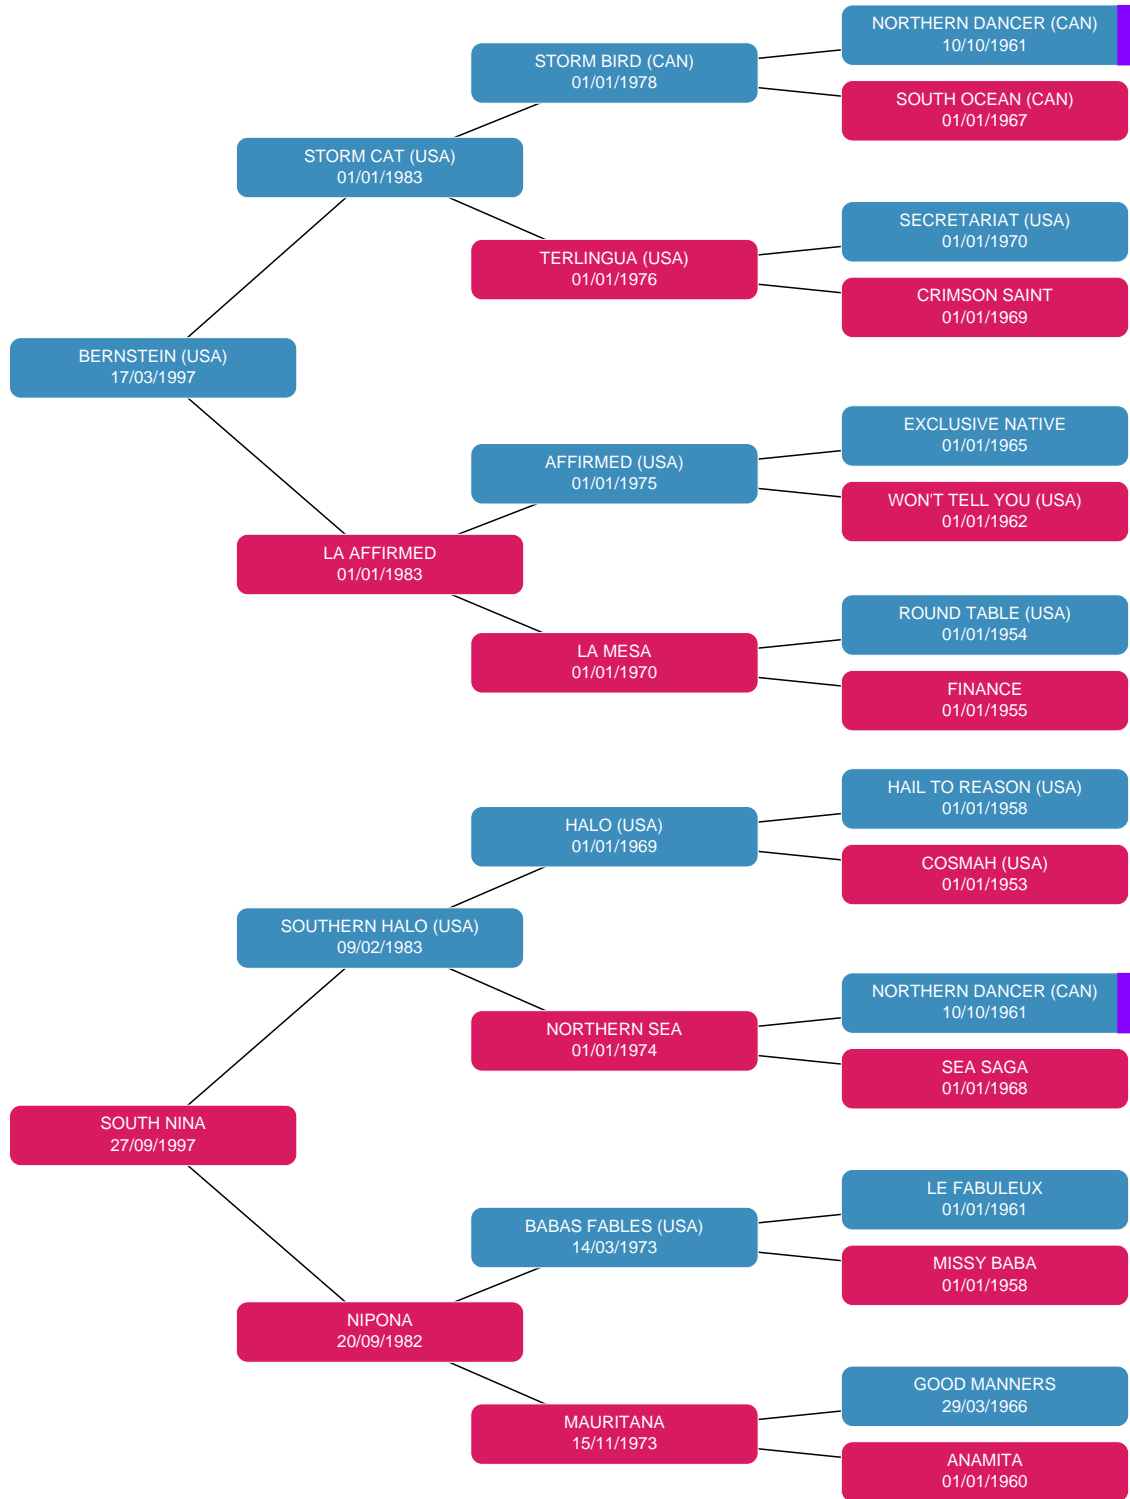 NORTHERN DANCER (CAN)
10/10/1961
STORM BIRD (CAN)
01/01/1978
SOUTH OCEAN (CAN)
01/01/1967
STORM CAT (USA)
01/01/1983
SECRETARIAT (USA)
01/01/1970
TERLINGUA (USA)
01/01/1976
CRIMSON SAINT
01/01/1969
BERNSTEIN (USA)
17/03/1997
EXCLUSIVE NATIVE
01/01/1965
AFFIRMED (USA)
01/01/1975
WON'T TELL YOU (USA)
01/01/1962
LA AFFIRMED
01/01/1983
ROUND TABLE (USA)
01/01/1954
LA MESA
01/01/1970
FINANCE
01/01/1955
HAIL TO REASON (USA)
01/01/1958
HALO (USA)
01/01/1969
COSMAH (USA)
01/01/1953
SOUTHERN HALO (USA)
09/02/1983
NORTHERN DANCER (CAN)
10/10/1961
NORTHERN SEA
01/01/1974
SEA SAGA
01/01/1968
SOUTH NINA
27/09/1997
LE FABULEUX
01/01/1961
BABAS FABLES (USA)
14/03/1973
MISSY BABA
01/01/1958
NIPONA
20/09/1982
GOOD MANNERS
29/03/1966
MAURITANA
15/11/1973
ANAMITA
01/01/1960